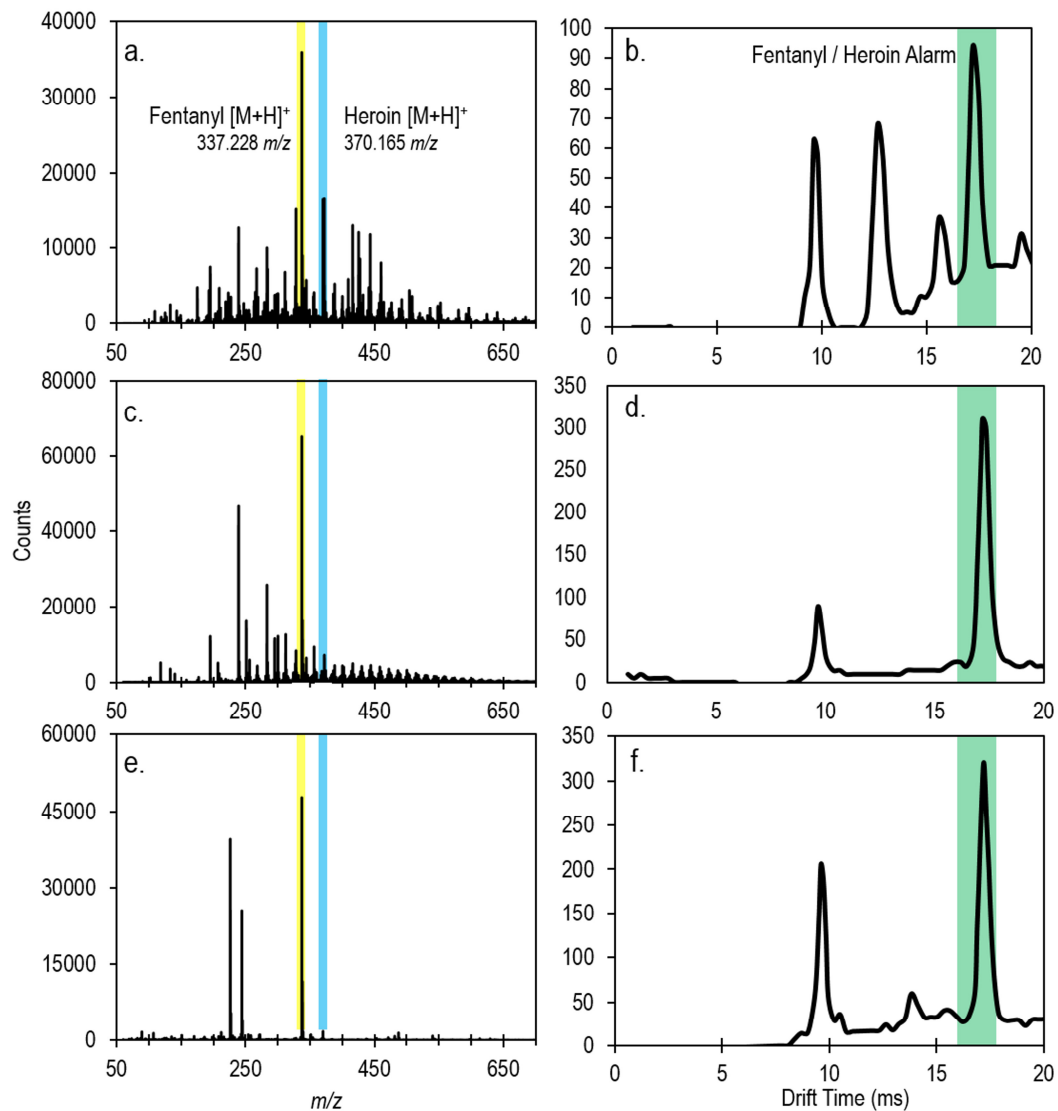 40000
30000
20000
10000
0
a.
Fentanyl [M+H]+
337.228 m/z
Heroin [M+H]+
370.165 m/z
50 250 450 650
100
90
80
70
60
50
40
30
20
10
0
b.
Fentanyl / Heroin Alarm
0 5 10 15 20
80000
60000
40000
20000
0
c.
50 250 450 650
Counts
350
300
250
200
150
100
50
0
d.
0 5 10 15 20
60000
45000
30000
15000
0
e.
50 250 450 650
m/z
350
300
250
200
150
100
50
0
f.
0 5 10 15 20
Drift Time (ms)